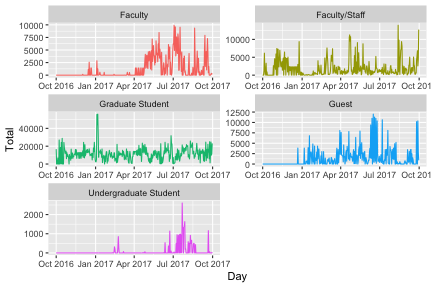 Faculty
Faculty/Staff
10000
7500
5000
2500
0
Oct 2016 Jan 2017 Apr 2017 Jul 2017 Oct 2017
10000
5000
0
Oct 2016 Jan 2017 Apr 2017 Jul 2017 Oct 201
Graduate Student
Guest
40000
20000
0
Oct 2016 Jan 2017 Apr 2017 Jul 2017 Oct 2017
12500
10000
7500
5000
2500
0
Oct 2016 Jan 2017 Apr 2017 Jul 2017 Oct 201
Undergraduate Student
2000
1000
0
Oct 2016 Jan 2017 Apr 2017 Jul 2017 Oct 2017
Total
Day